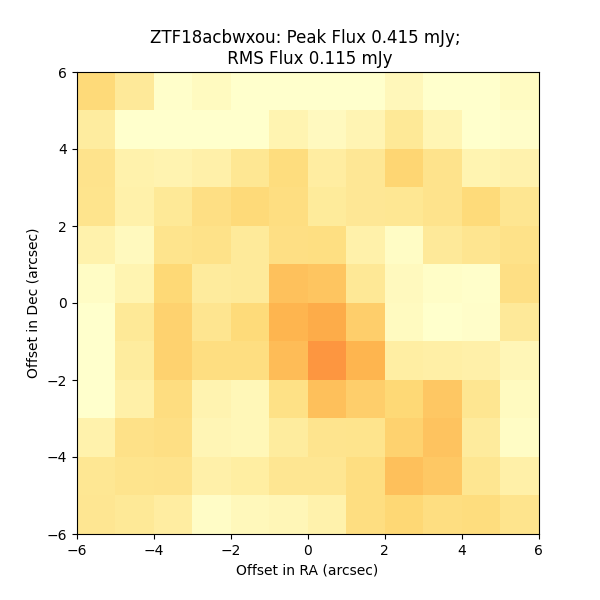 ZTF18acbwxou: Peak Flux 0.415 mJy;
RMS Flux 0.115 mJy
6
4
2
0
−2
−4
−6
Offset in Dec (arcsec)
−6 −4 −2 0 2 4 6
Offset in RA (arcsec)